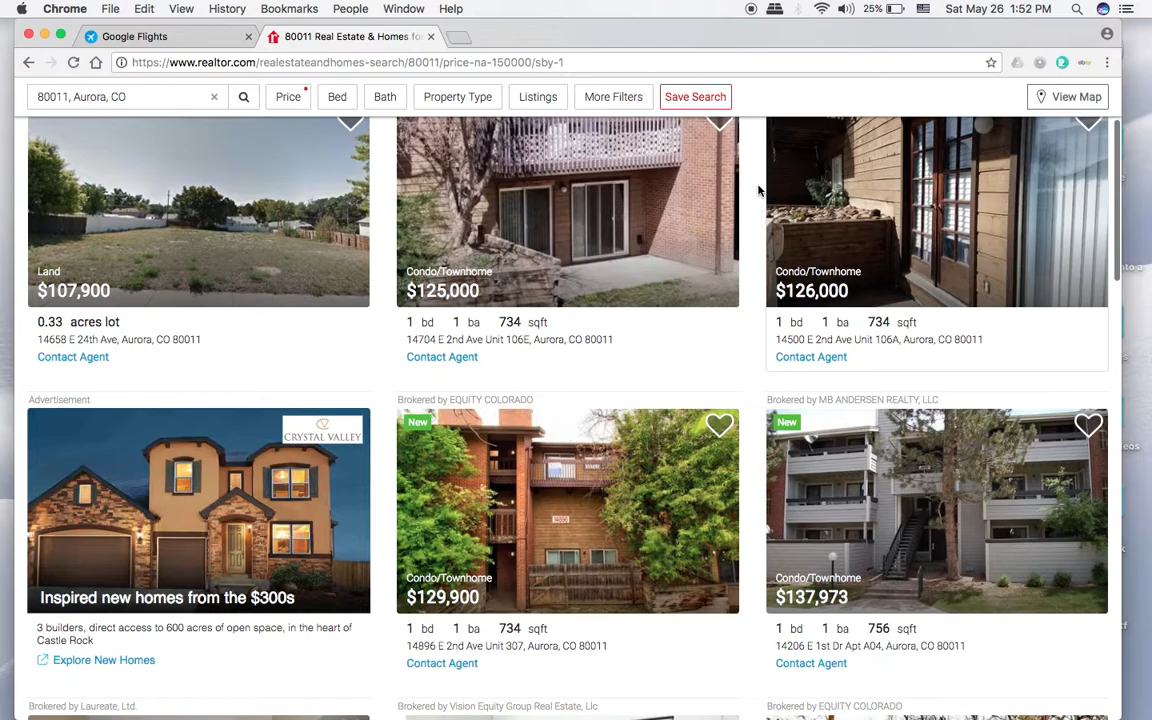 Chrome File Edit View History Bookmarks People Window Help 25% Sat May 26 1:52 PM
Google Flights × 80011 Real Estate & Homes for ×
https://www.realtor.com/realestateandhomes-search/80011/price-na-150000/sby-1
ebay
80011, Aurora, CO × Price Bed Bath Property Type Listings More Filters Save Search View Map
Land
$107,900
0.33 acres lot
14658 E 24th Ave, Aurora, CO 80011
Contact Agent
Condo/Townhome
$125,000
1 bd 1 ba 734 sqft
14704 E 2nd Ave Unit 106E, Aurora, CO 80011
Contact Agent
Condo/Townhome
$126,000
1 bd 1 ba 734 sqft
14500 E 2nd Ave Unit 106A, Aurora, CO 80011
Contact Agent
Advertisement
CRYSTAL VALLEY
Inspired new homes from the $300s
3 builders, direct access to 600 acres of open space, in the heart of
Castle Rock
Explore New Homes
Brokered by EQUITY COLORADO
New
Condo/Townhome
$129,900
1 bd 1 ba 734 sqft
14896 E 2nd Ave Unit 307, Aurora, CO 80011
Contact Agent
Brokered by MB ANDERSEN REALTY, LLC
New
Condo/Townhome
$137,973
1 bd 1 ba 756 sqft
14206 E 1st Dr Apt A04, Aurora, CO 80011
Contact Agent
Brokered by Laureate, Ltd.
Brokered by Vision Equity Group Real Estate, Llc
Brokered by EQUITY COLORADO